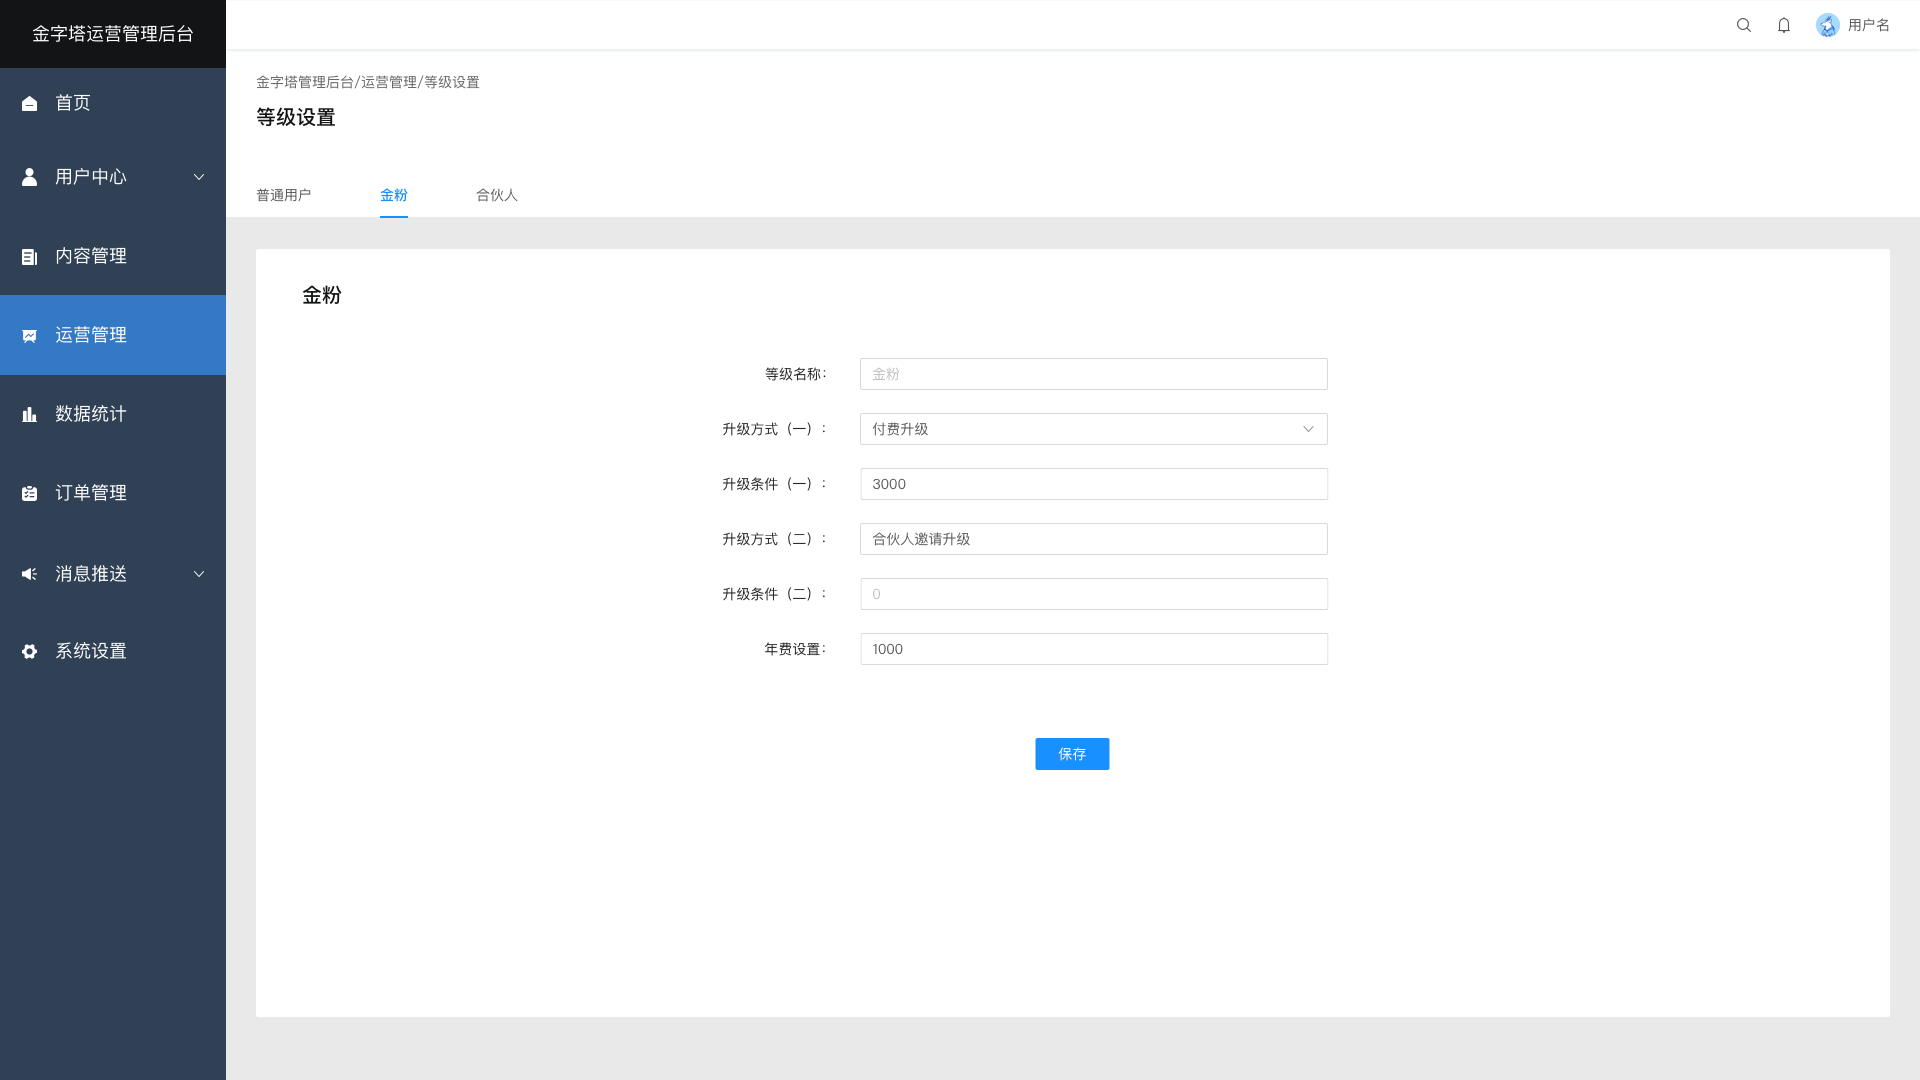 金字塔运营管理后台
用户名
首页
用户中心
内容管理
运营管理
数据统计
订单管理
消息推送
系统设置
金字塔管理后台/运营管理/等级设置
等级设置
普通用户
金粉
合伙人
金粉
等级名称：
金粉
升级方式（一）：
付费升级
升级条件（一）：
3000
升级方式（二）：
合伙人邀请升级
升级条件（二）：
0
年费设置：
1000
保存